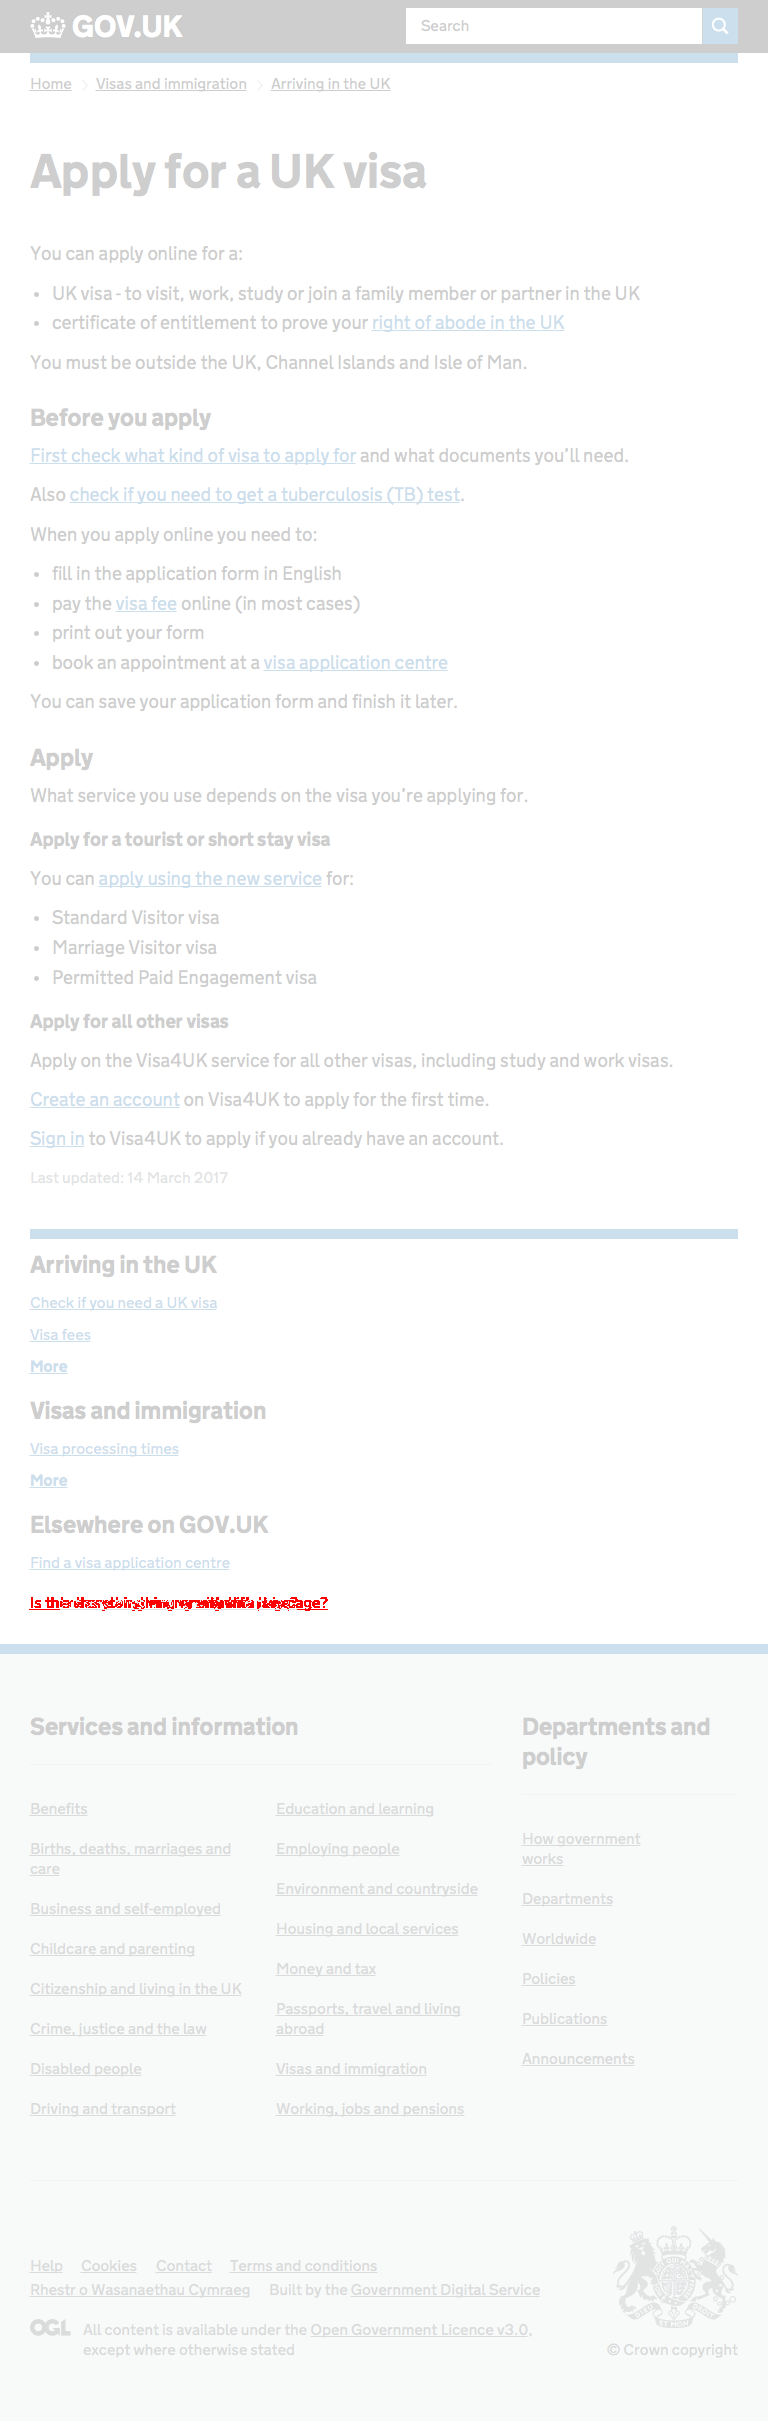 GOV.UK
Search
Home Visas and immigration Arriving in the UK
Apply for a UK visa
You can apply online for a:
• UK visa - to visit, work, study or join a family member or partner in the UK
• certificate of entitlement to prove your right of abode in the UK
You must be outside the UK, Channel Islands and Isle of Man.
Before you apply
First check what kind of visa to apply for and what documents you'll need.
Also check if you need to get a tuberculosis (TB) test.
When you apply online you need to:
• fill in the application form in English
• pay the visa fee online (in most cases)
• print out your form
• book an appointment at a visa application centre
You can save your application form and finish it later.
Apply
What service you use depends on the visa you're applying for.
Apply for a tourist or short stay visa
You can apply using the new service for:
• Standard Visitor visa
• Marriage Visitor visa
• Permitted Paid Engagement visa
Apply for all other visas
Apply on the Visa4UK service for all other visas, including study and work visas.
Create an account on Visa4UK to apply for the first time.
Sign in to Visa4UK to apply if you already have an account.
Last updated: 14 March 2017
Arriving in the UK
Check if you need a UK visa
Visa fees
More
Visas and immigration
Visa processing times
More
Elsewhere on GOV.UK
Find a visa application centre
Services and information
Benefits
Births, deaths, marriages and
care
Business and self-employed
Childcare and parenting
Citizenship and living in the UK
Crime, justice and the law
Disabled people
Driving and transport
Education and learning
Employing people
Environment and countryside
Housing and local services
Money and tax
Passports, travel and living
abroad
Visas and immigration
Working, jobs and pensions
Departments and
policy
How government
works
Departments
Worldwide
Policies
Publications
Announcements
Help Cookies Contact Terms and conditions
Rhestr o Wasanaethau Cymraeg Built by the Government Digital Service
OGL All content is available under the Open Government Licence v3.0,
except where otherwise stated
© Crown copyright